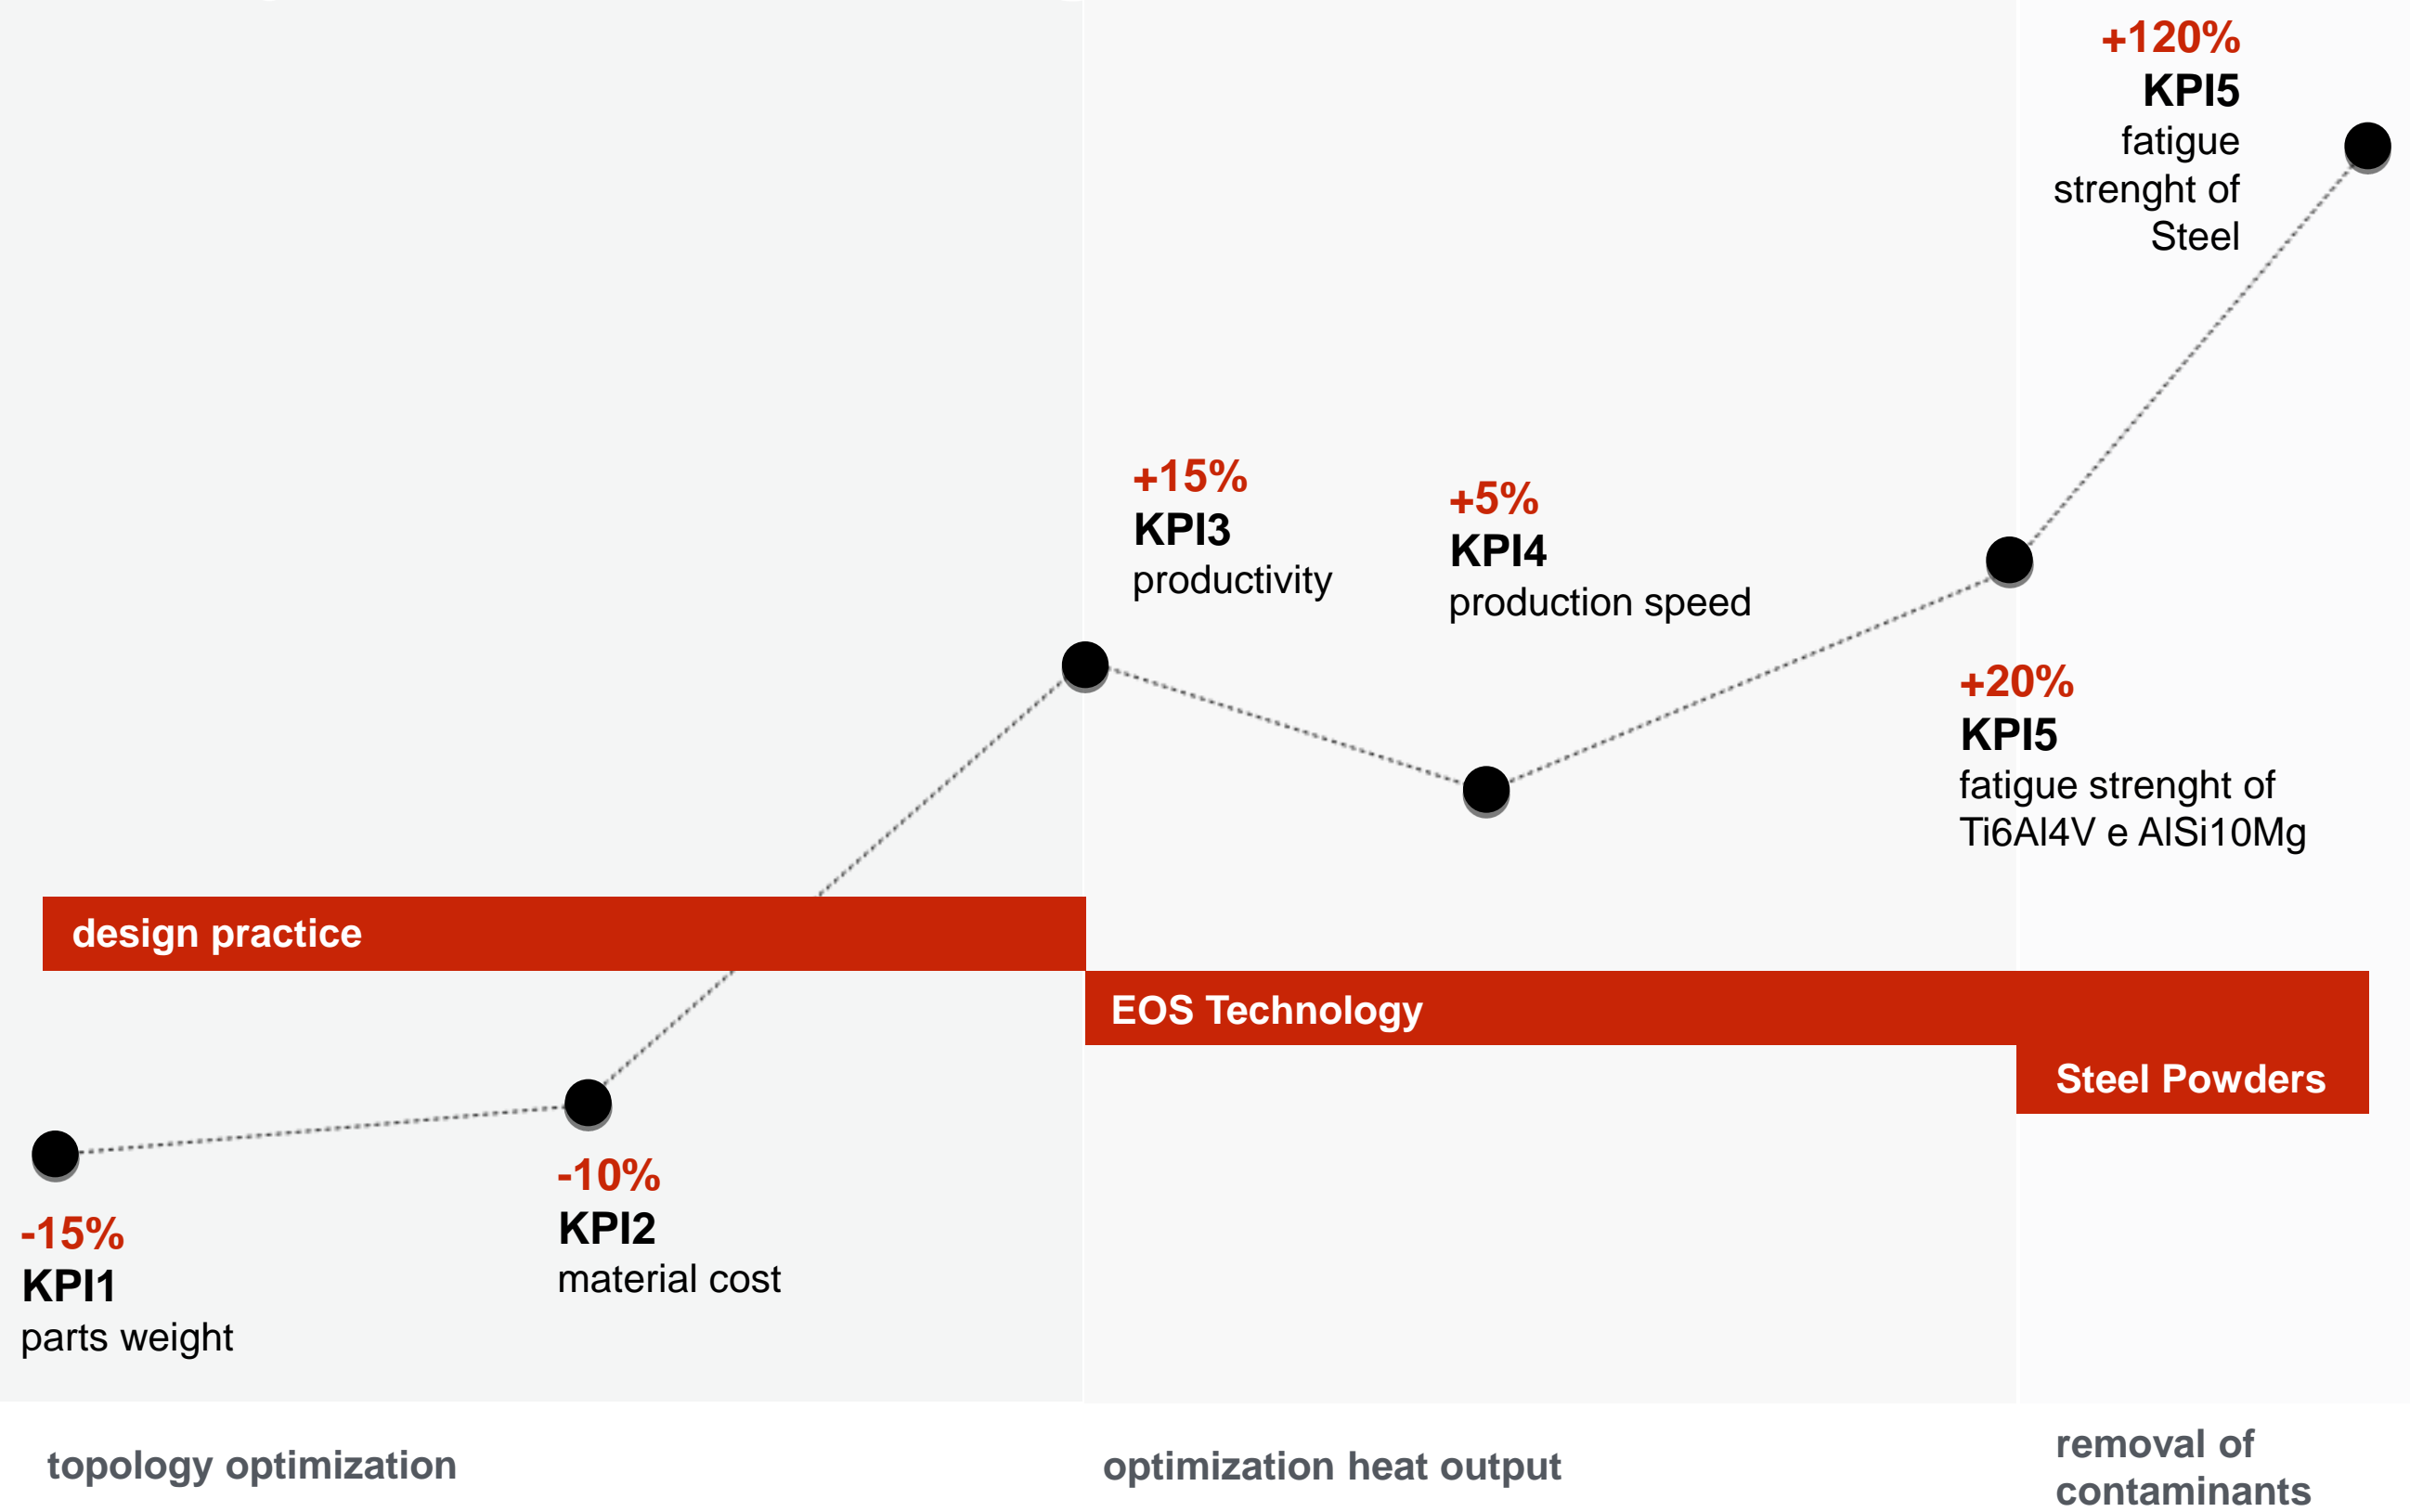 +120%
KPI5
fatigue
strenght of
Steel
+15%
KPI3
productivity
+5%
KPI4
production speed
+20%
KPI5
fatigue strenght of
Ti6Al4V e AlSi10Mg
design practice
EOS Technology
Steel Powders
-10%
KPI2
material cost
-15%
KPI1
parts weight
topology optimization
optimization heat output
removal of
contaminants